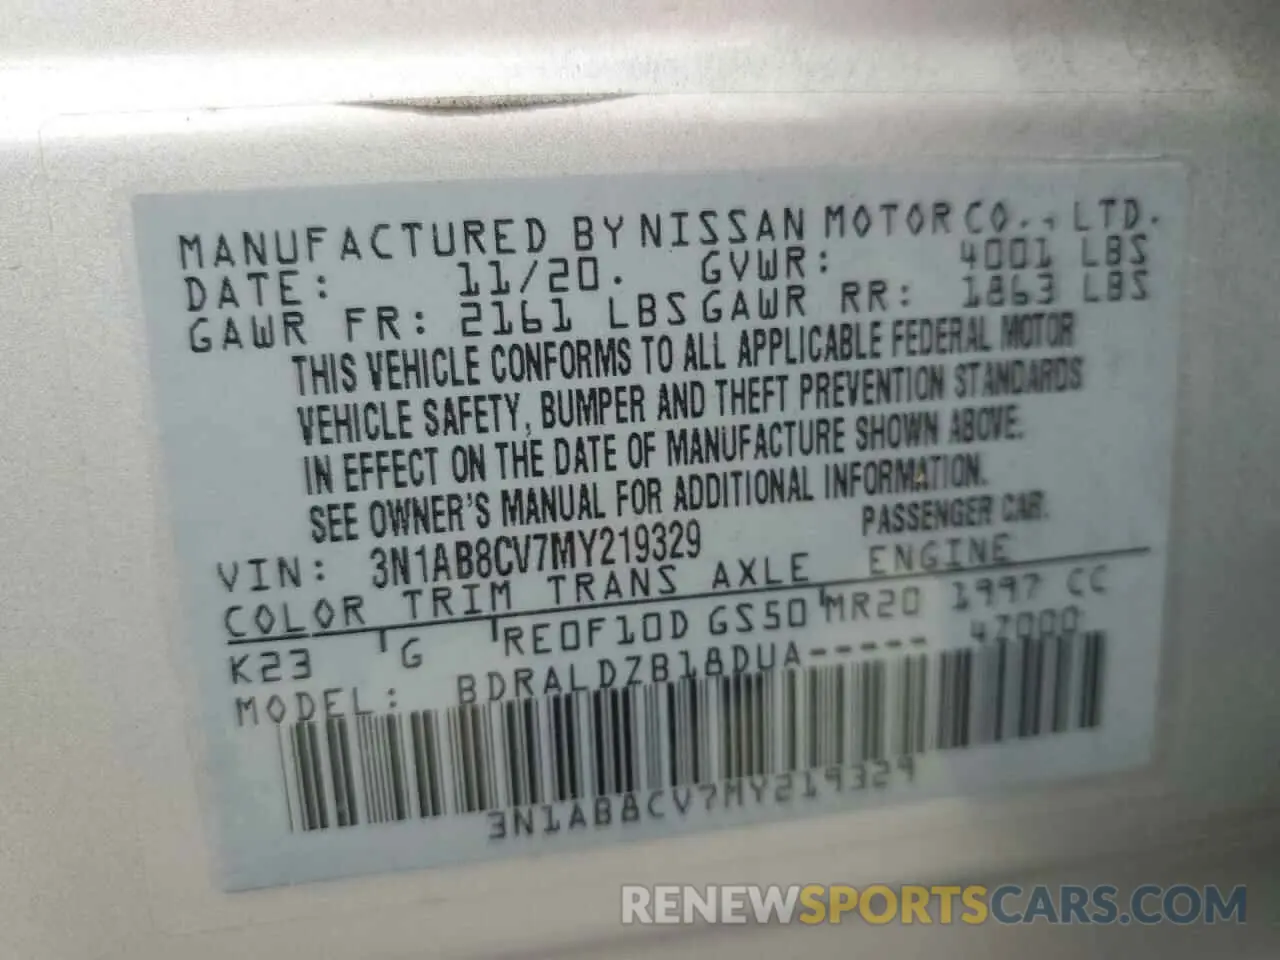 MANUFACTURED BY NISSAN MOTOR CO., LTD.
DATE: 11/20. GVWR: 4001 LBS
GAWR FR: 2161 LBS GAWR RR: 1863 LBS
THIS VEHICLE CONFORMS TO ALL APPLICABLE FEDERAL MOTOR
VEHICLE SAFETY, BUMPER AND THEFT PREVENTION STANDARDS
IN EFFECT ON THE DATE OF MANUFACTURE SHOWN ABOVE.
SEE OWNER'S MANUAL FOR ADDITIONAL INFORMATION.
VIN: 3N1AB8CV7MY219329 PASSENGER CAR.
COLOR TRIM TRANS AXLE ENGINE
K23 G RE0F10D GS50 MR20 1997 CC
MODEL: BDRALDZB18DUA----- 47000
3N1AB8CV7MY219329
RENEWSPORTSCARS.COM